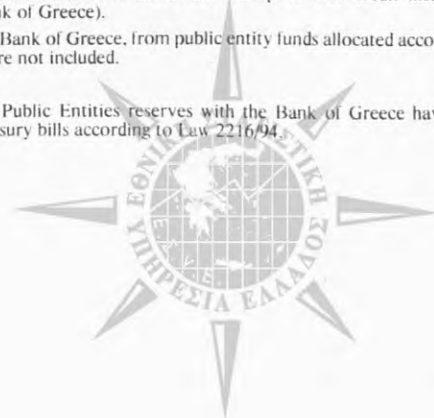 nk of Greece).
Bank of Greece, from public entity funds allocated acco
re not included.
Public Entities reserves with the Bank of Greece hav
sury bills according to Law 2216/94.
ΕΘΝΙΚΗ ΣΤΑΤΙΣΤΙΚΗ
ΥΠΗΡΕΣΙΑ ΕΛΛΑΔΟΣ
Ε.Σ.Υ.Ε.